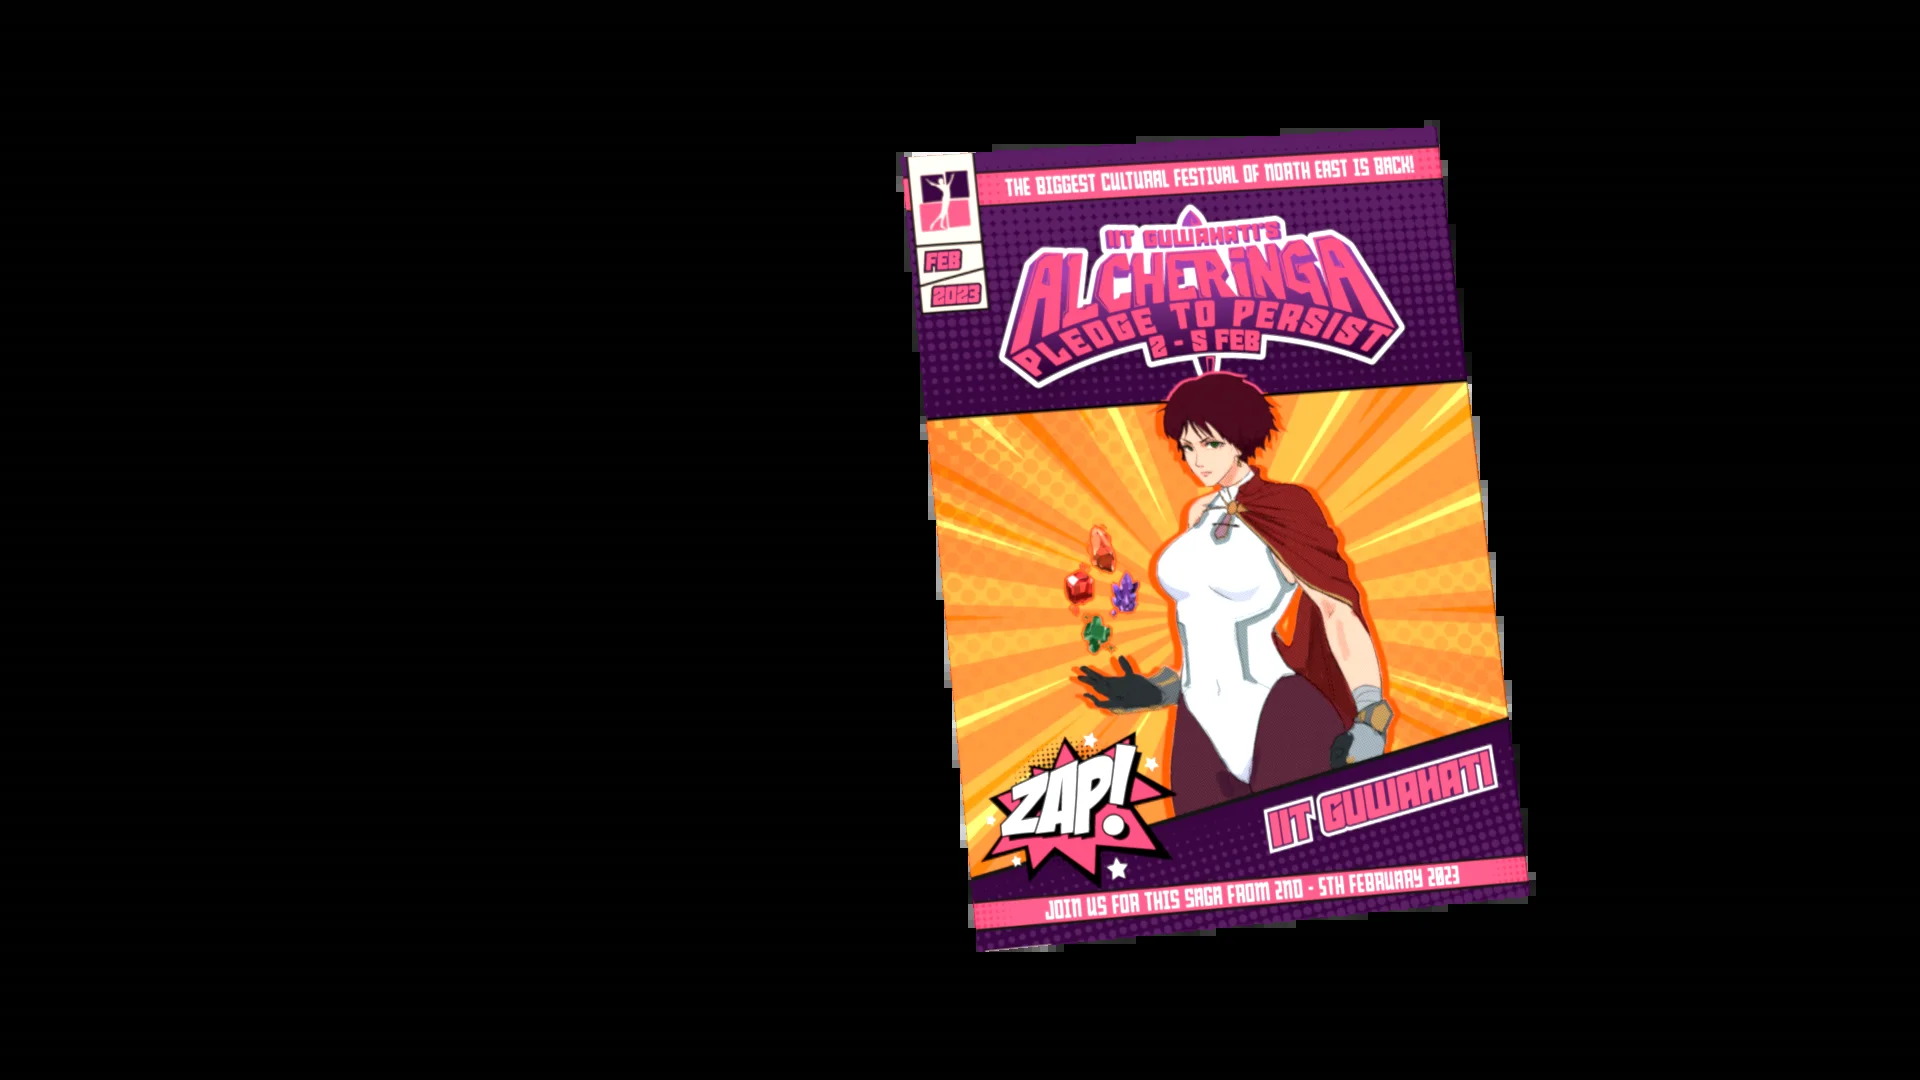 THE BIGGEST CULTURAL FESTIVAL OF NORTH EAST IS BACK!
FEB
2023
IIT GUWAHATI'S
ALCHERINGA
PLEDGE TO PERSIST
2 - 5 FEB
ZAP!
IIT GUWAHATI
JOIN US FOR THIS SAGA FROM 2ND - 5TH FEBRUARY 2023